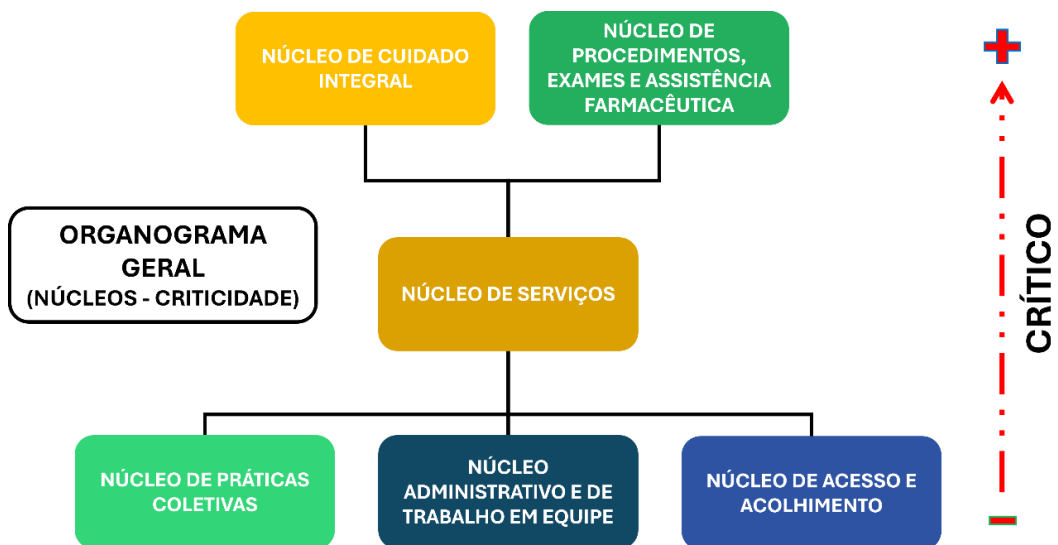 NÚCLEO DE CUIDADO
INTEGRAL
NÚCLEO DE
PROCEDIMENTOS,
EXAMES E ASSISTÊNCIA
FARMACÊUTICA
ORGANOGRAMA
GERAL
(NÚCLEOS - CRITICIDADE)
NÚCLEO DE SERVIÇOS
CRÍTICO
NÚCLEO DE PRÁTICAS
COLETIVAS
NÚCLEO
ADMINISTRATIVO E DE
TRABALHO EM EQUIPE
NÚCLEO DE ACESSO E
ACOLHIMENTO